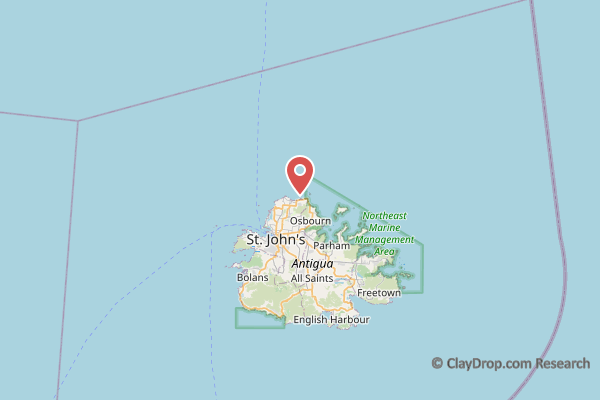 Osbourn
Northeast
Marine
Management
Area
St. John's
Parham
Antigua
Bolans
All Saints
Freetown
English Harbour
© ClayDrop.com Research